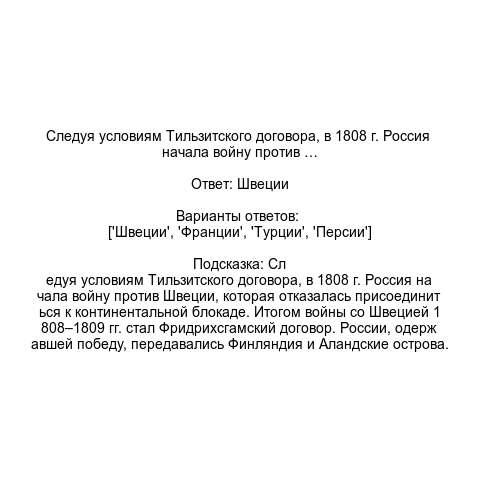 Следуя условиям Тильзитского договора, в 1808 г. Россия
начала войну против …
Ответ: Швеции
Варианты ответов:
['Швеции', 'Франции', 'Турции', 'Персии']
Подсказка: Сл
едуя условиям Тильзитского договора, в 1808 г. Россия на
чала войну против Швеции, которая отказалась присоединит
ься к континентальной блокаде. Итогом войны со Швецией 1
808–1809 гг. стал Фридрихсгамский договор. России, одерж
авшей победу, передавались Финляндия и Аландские острова.